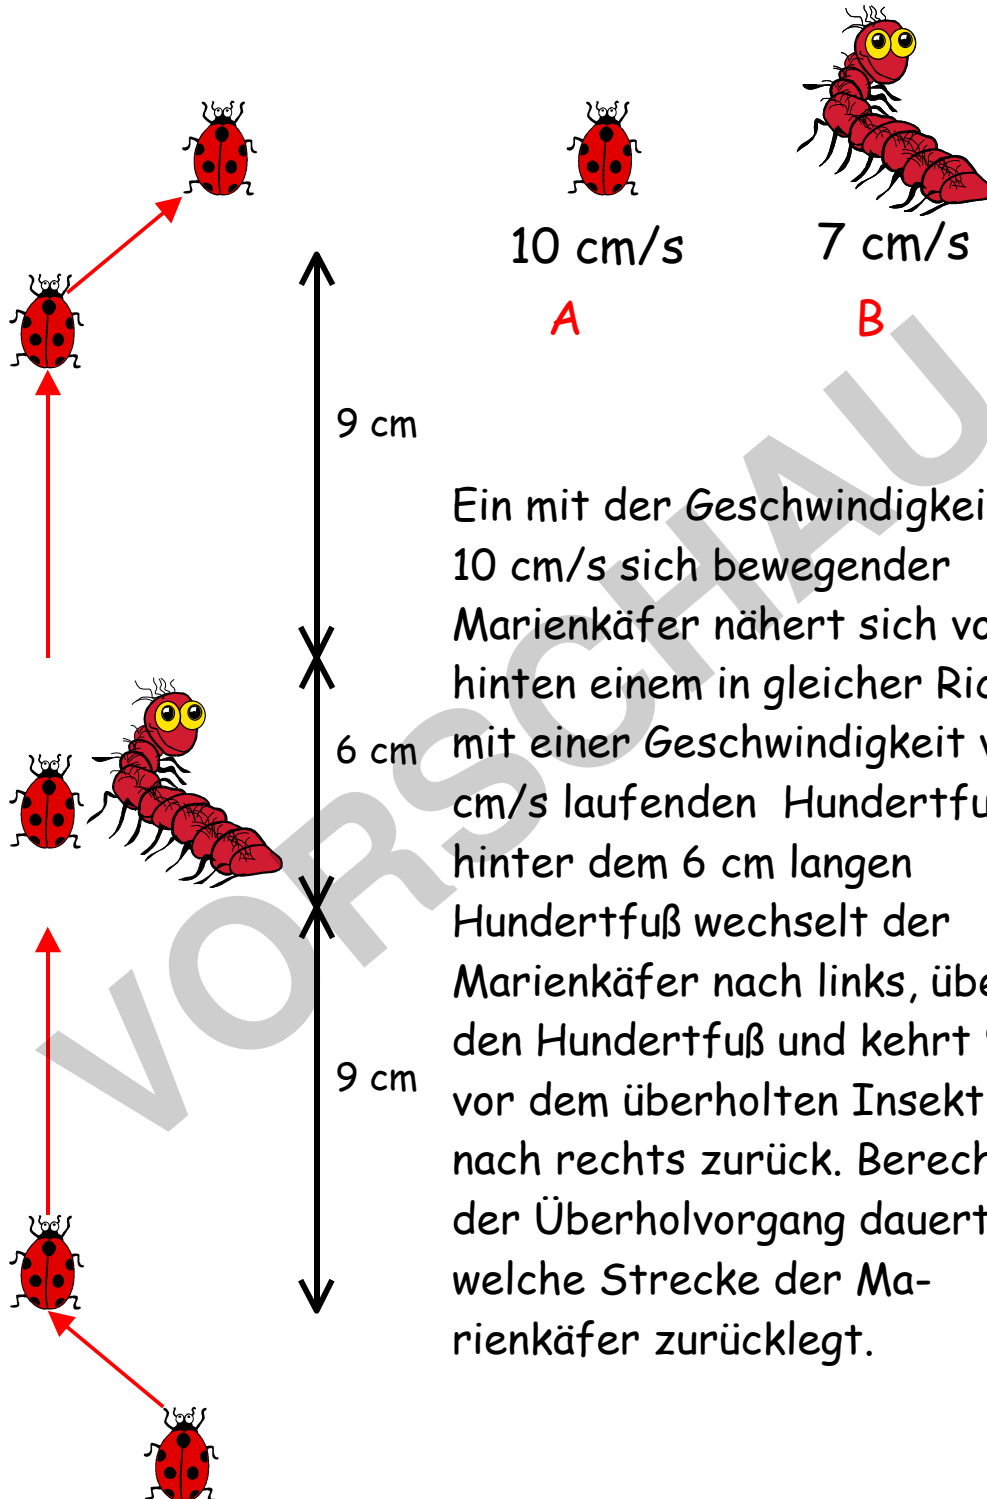 10 cm/s
7 cm/s
A
B
9 cm
6 cm
9 cm
Ein mit der Geschwindigkei
10 cm/s sich bewegender
Marienkäfer nähert sich vo
hinten einem in gleicher Ric
mit einer Geschwindigkeit v
cm/s laufenden Hundertfu
hinter dem 6 cm langen
Hundertfuß wechselt der
Marienkäfer nach links, übe
den Hundertfuß und kehrt
vor dem überholten Insekt
nach rechts zurück. Berech
der Überholvorgang dauert
welche Strecke der Ma-
rienkäfer zurücklegt.
VORSCHAU